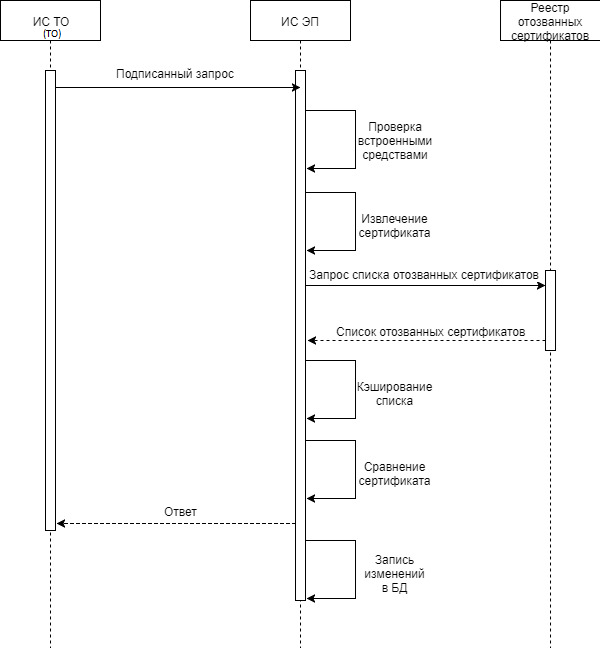 ИС ТО
(ТО)
ИС ЭП
Реестр
отозванных
сертификатов
Подписанный запрос
Проверка
встроенными
средствами
Извлечение
сертификата
Запрос списка отозванных сертификатов
Список отозванных сертификатов
Кэширование
списка
Сравнение
сертификата
Ответ
Запись
изменений
в БД